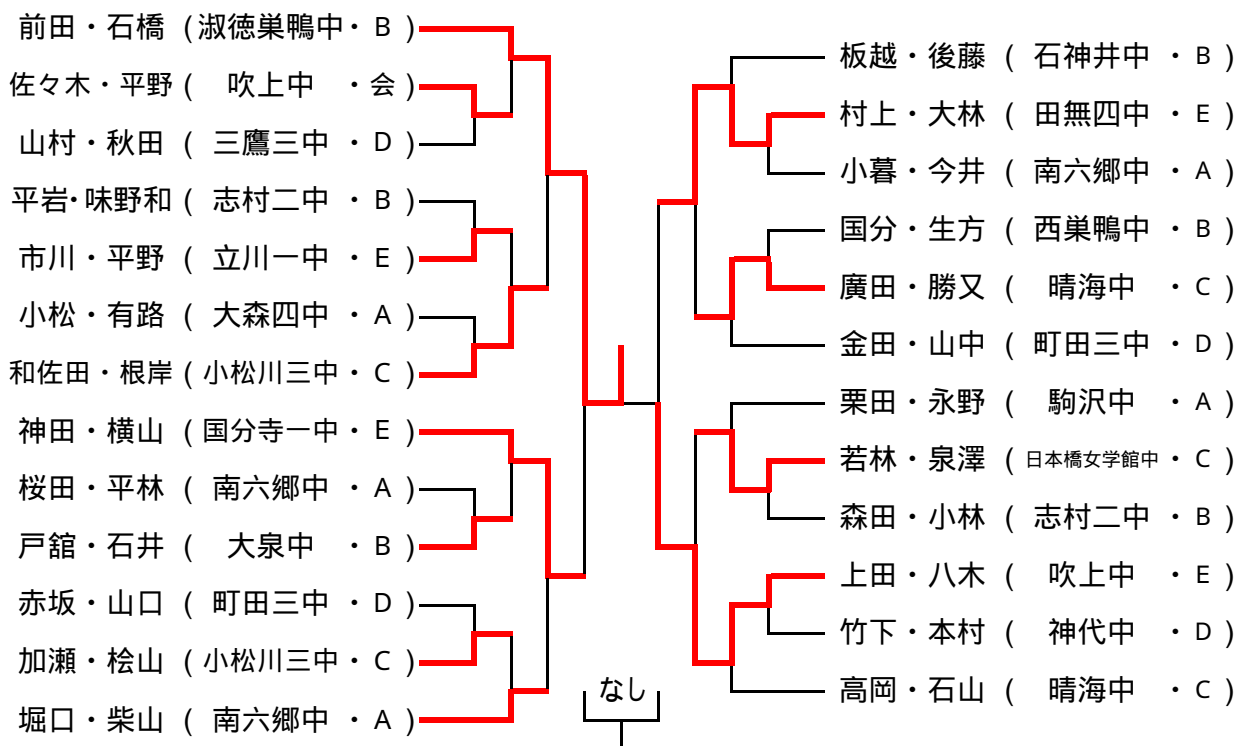 前田・石橋 (淑徳巣鴨中・ B )
佐々木・平野 ( 吹上中 ・会 )
山村・秋田 ( 三鷹三中 ・ D )
平岩・味野和 ( 志村二中 ・ B )
市川・平野 ( 立川一中 ・ E )
小松・有路 ( 大森四中 ・ A )
和佐田・根岸 ( 小松川三中・ C )
神田・横山 ( 国分寺一中・ E )
桜田・平林 ( 南六郷中 ・ A )
戸舘・石井 ( 大泉中 ・ B )
赤坂・山口 ( 町田三中 ・ D )
加瀬・桧山 ( 小松川三中・ C )
堀口・柴山 ( 南六郷中 ・ A )
なし
板越・後藤 ( 石神井中 ・ B )
村上・大林 ( 田無四中 ・ E )
小暮・今井 ( 南六郷中 ・ A )
国分・生方 ( 西巣鴨中 ・ B )
廣田・勝又 ( 晴海中 ・ C )
金田・山中 ( 町田三中 ・ D )
栗田・永野 ( 駒沢中 ・ A )
若林・泉澤 ( 日本橋女学館中 ・ C )
森田・小林 ( 志村二中 ・ B )
上田・八木 ( 吹上中 ・ E )
竹下・本村 ( 神代中 ・ D )
高岡・石山 ( 晴海中 ・ C )